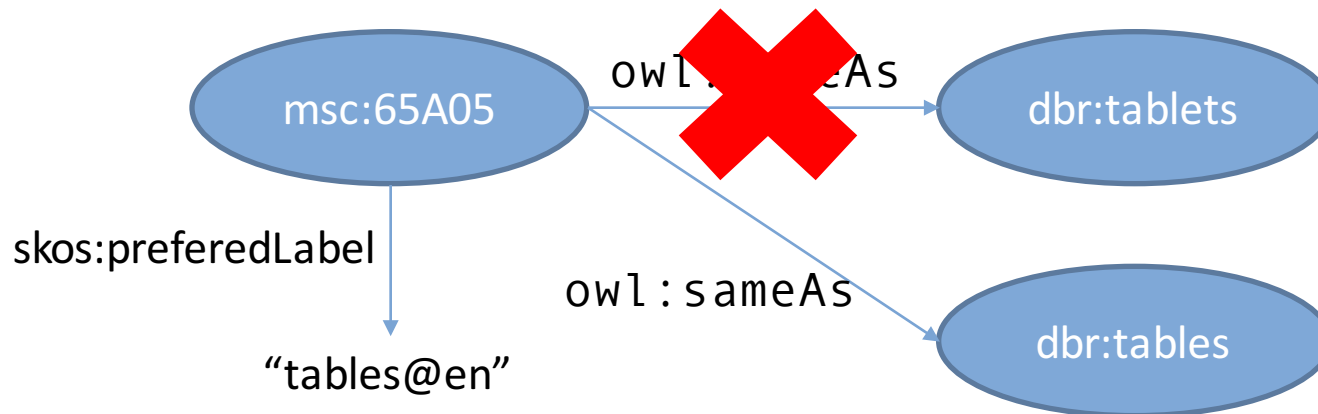 msc:65A05
dbr:tablets
skos:preferedLabel
owl:sameAs
dbr:tables
“tables@en”